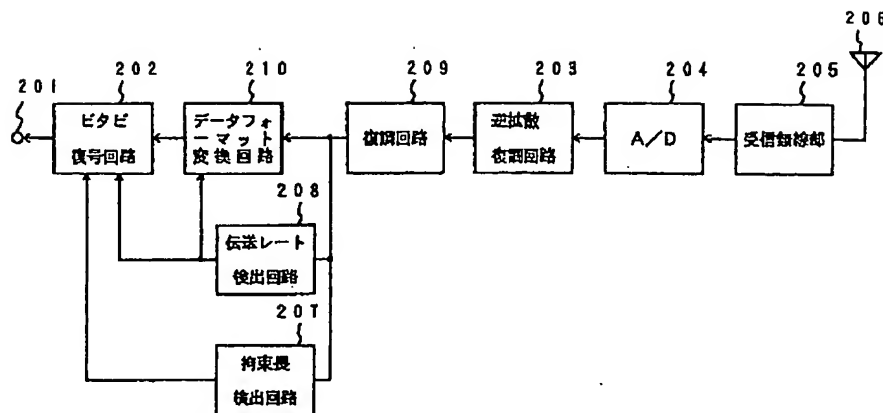 206
202
210
209
203
204
205
201
ビタビ
復号回路
データフォ
ーマット
変換回路
復調回路
逆拡散
復調回路
A/D
受信無線部
208
伝送レート
検出回路
207
拘束長
検出回路